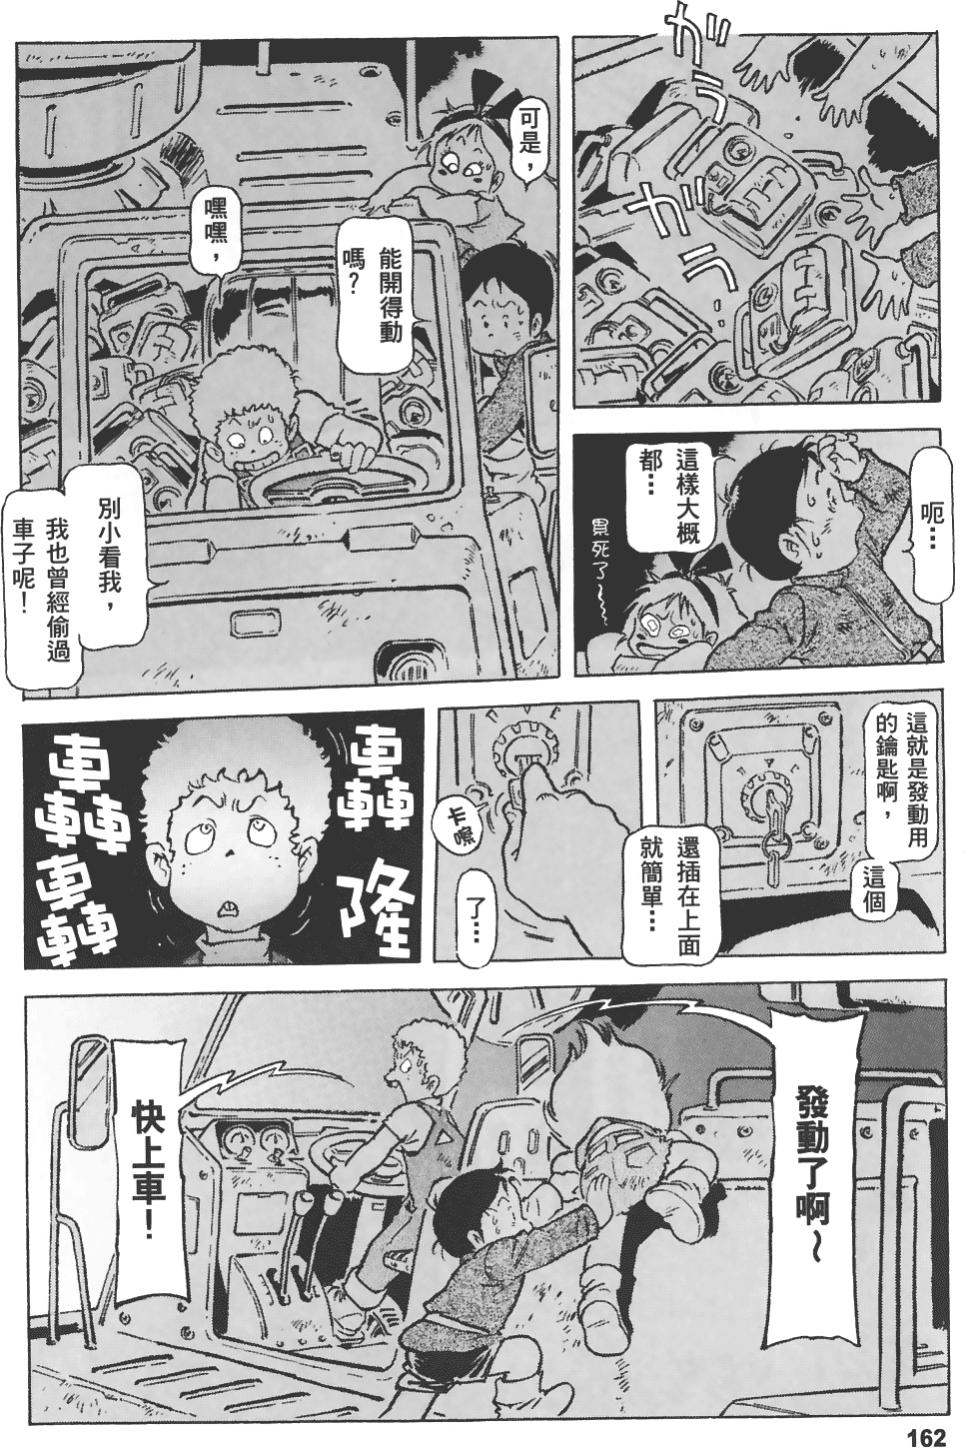 ガラ
ガラ
呃⋯
這樣大概
都⋯
累死了～～～
可是，
能開得動
嗎？
嘿嘿，
別小看我，
我也曾經偷過
車子呢！
這就是發動用
的鑰匙啊，
這個
還插在上面
就簡單⋯
卡嚓
了⋯
轟
隆
轟
轟
發動了啊～
快上車！
162